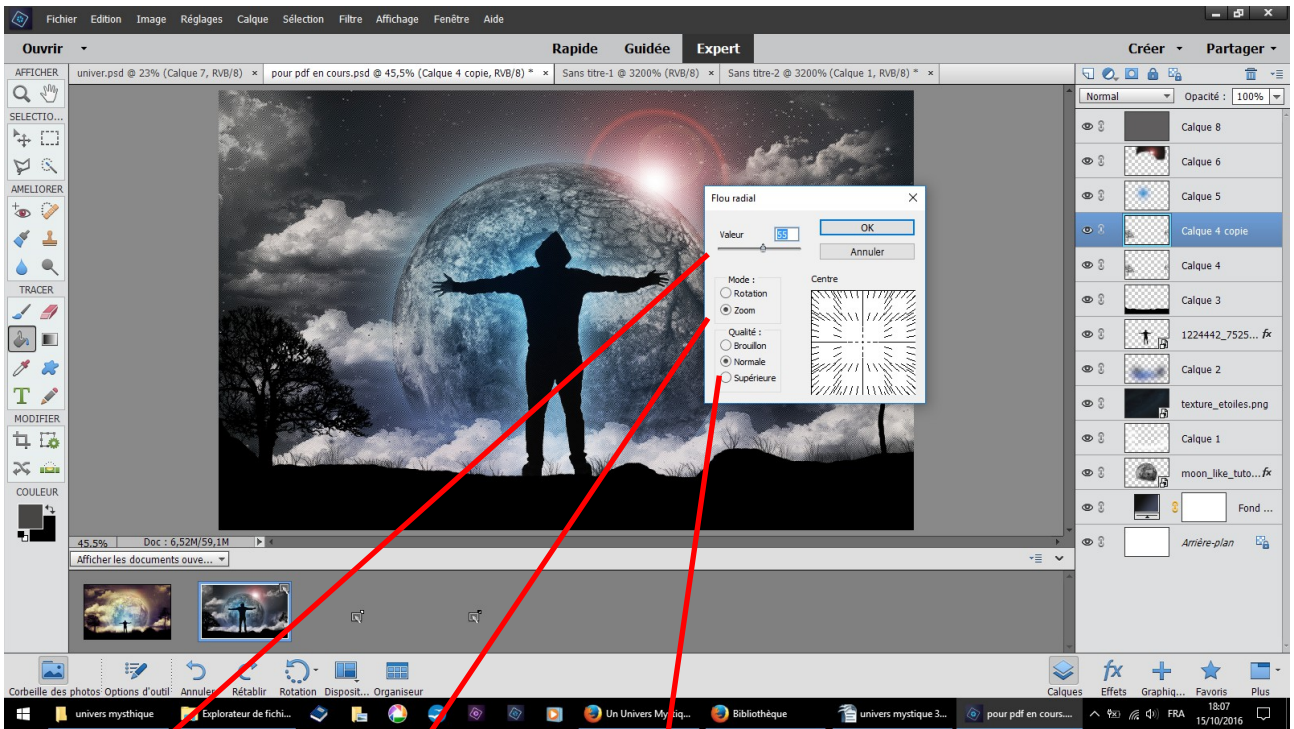 Fichier Edition Image Réglages Calque Sélection Filtre Affichage Fenêtre Aide
Ouvrir Rapide Guidée Expert Créer Partager
AFFICHER
univer.psd @ 23% (Calque 7, RVB/8) × pour pdf en cours.psd @ 45,5% (Calque 4 copie, RVB/8) * × Sans titre-1 @ 3200% (RVB/8) × Sans titre-2 @ 3200% (Calque 1, RVB/8) * ×
SELECTIO...
AMELIORER
TRACER
MODIFIER
COULEUR
Normal Opacité : 100%
Calque 8
Calque 6
Calque 5
Calque 4 copie
Calque 4
Calque 3
1224442_7525... fx
Calque 2
texture_etoiles.png
Calque 1
moon_like_tuto...fx
Fond ...
Arrière-plan
Flou radial
Valeur 55 OK
Annuler
Mode : Centre
Rotation
Zoom
Qualité :
Brouillon
Normale
Supérieure
45.5% Doc : 6,52M/59,1M
Afficher les documents ouve...
Corbeille des photos Options d'outil Annuler Rétablir Rotation Disposit... Organiseur Calques Effets Graphiq... Favoris Plus
univers mysthique Explorateur de fichi... Un Univers Mystiq... Bibliothèque univers mystique 3... pour pdf en cours.... FRA 18:07
15/10/2016